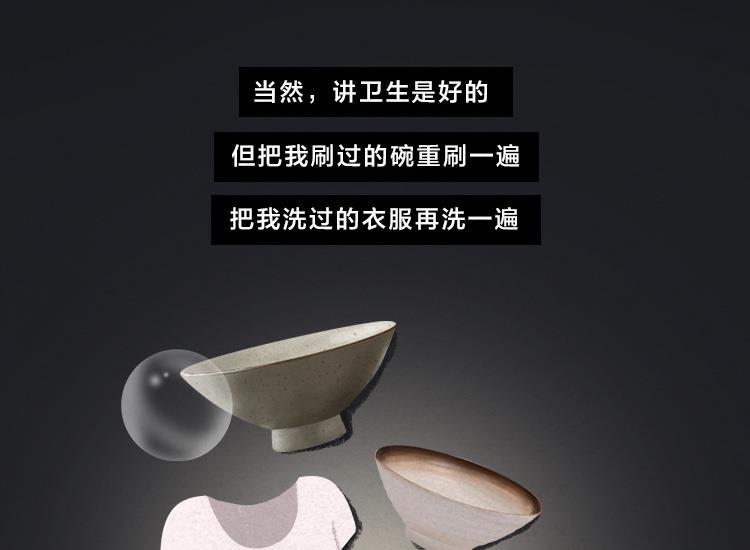 当然，讲卫生是好的
但把我刷过的碗重刷一遍
把我洗过的衣服再洗一遍